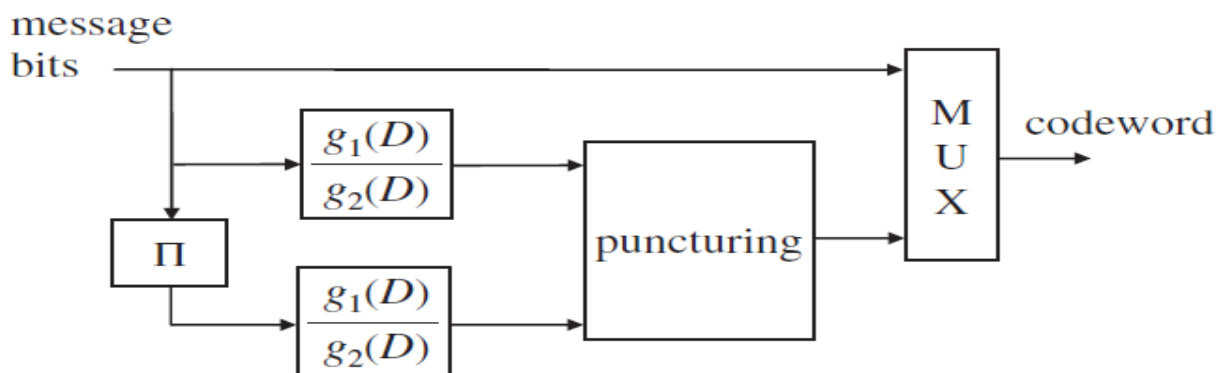 message
bits
g₁(D)
g₂(D)
M
U
X
codeword
Π
puncturing
g₁(D)
g₂(D)